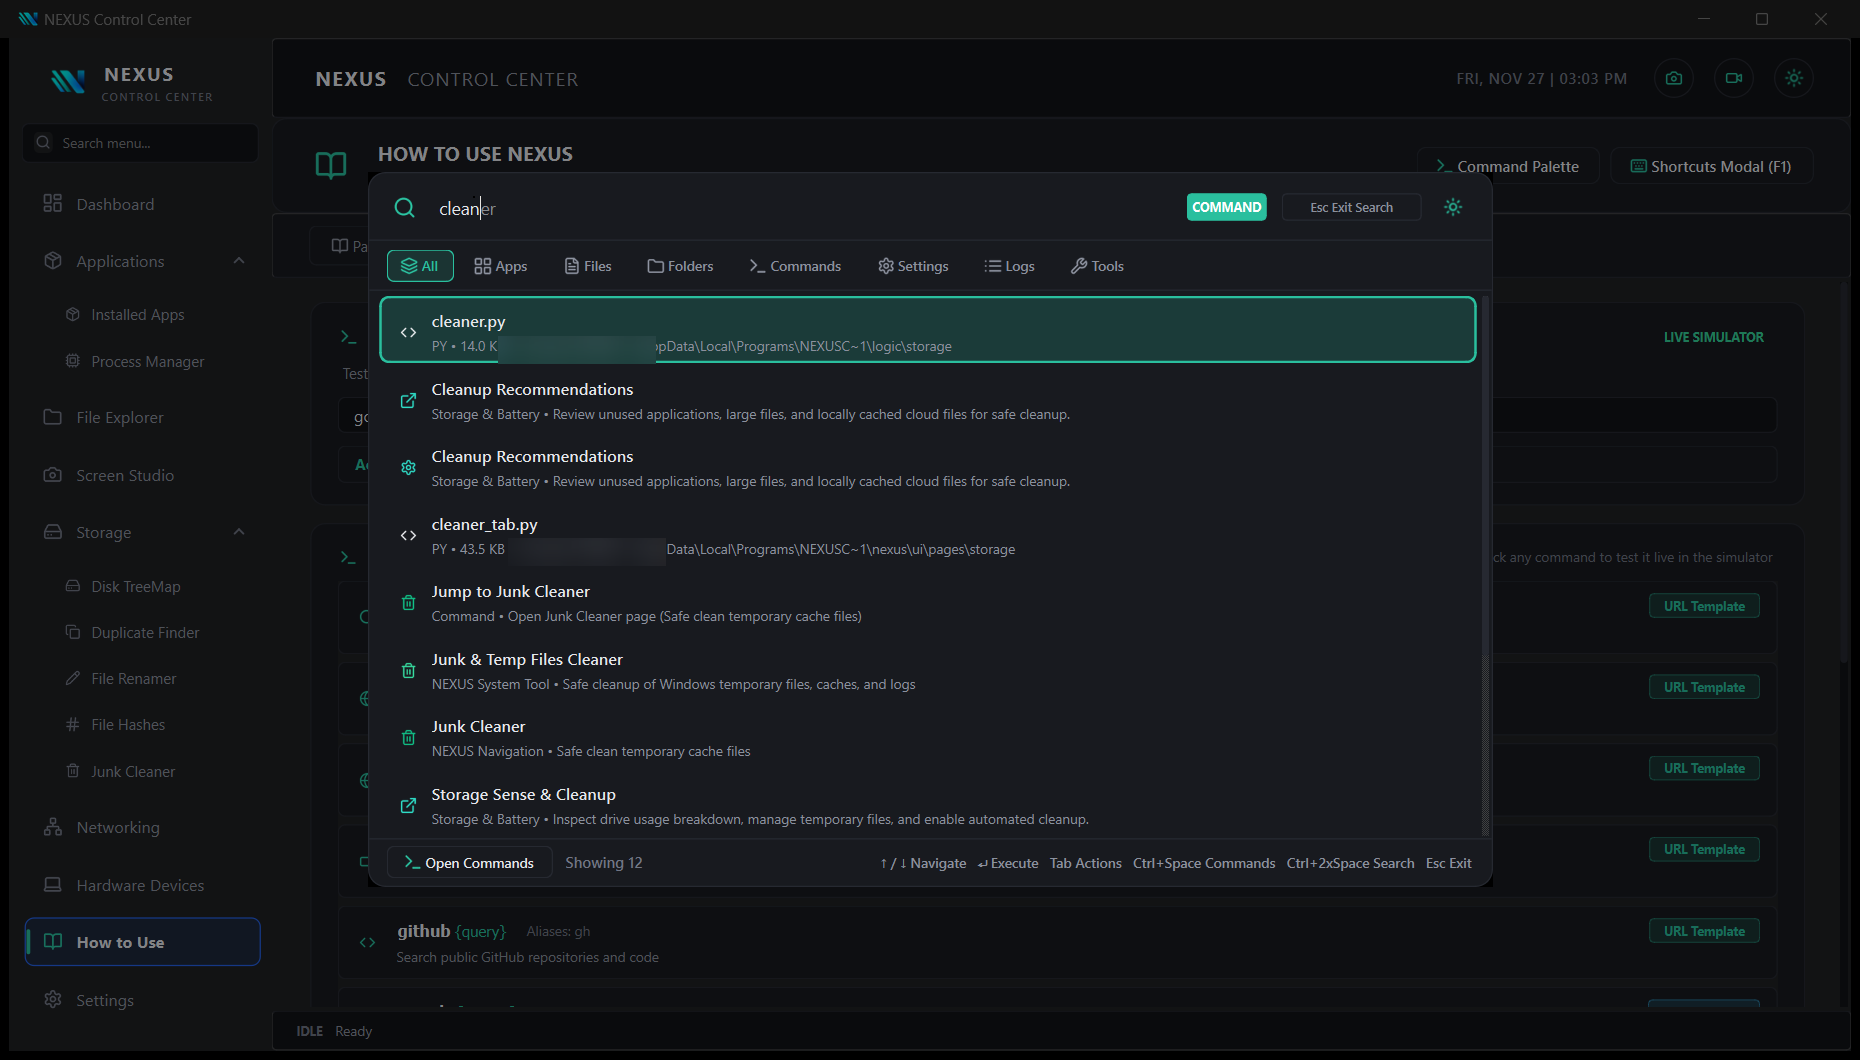 NEXUS Control Center
NEXUS
CONTROL CENTER
Search menu...
Dashboard
Applications
Installed Apps
Process Manager
File Explorer
Screen Studio
Storage
Disk TreeMap
Duplicate Finder
File Renamer
File Hashes
Junk Cleaner
Networking
Hardware Devices
How to Use
Settings
NEXUS CONTROL CENTER
FRI, NOV 27 | 03:03 PM
HOW TO USE NEXUS
Command Palette
Shortcuts Modal (F1)
cleaner
COMMAND
Esc Exit Search
All
Apps
Files
Folders
Commands
Settings
Logs
Tools
cleaner.py
PY • 14.0 K
pData\Local\Programs\NEXUSC~1\logic\storage
Cleanup Recommendations
Storage & Battery • Review unused applications, large files, and locally cached cloud files for safe cleanup.
Cleanup Recommendations
Storage & Battery • Review unused applications, large files, and locally cached cloud files for safe cleanup.
cleaner_tab.py
PY • 43.5 KB
Data\Local\Programs\NEXUSC~1\nexus\ui\pages\storage
Jump to Junk Cleaner
Command • Open Junk Cleaner page (Safe clean temporary cache files)
Junk & Temp Files Cleaner
NEXUS System Tool • Safe cleanup of Windows temporary files, caches, and logs
Junk Cleaner
NEXUS Navigation • Safe clean temporary cache files
Storage Sense & Cleanup
Storage & Battery • Inspect drive usage breakdown, manage temporary files, and enable automated cleanup.
Open Commands
Showing 12
↑ / ↓ Navigate
↵ Execute
Tab Actions
Ctrl+Space Commands
Ctrl+2xSpace Search
Esc Exit
Pa
LIVE SIMULATOR
Test
ck any command to test it live in the simulator
URL Template
URL Template
URL Template
URL Template
github {query} Aliases: gh
Search public GitHub repositories and code
URL Template
IDLE Ready